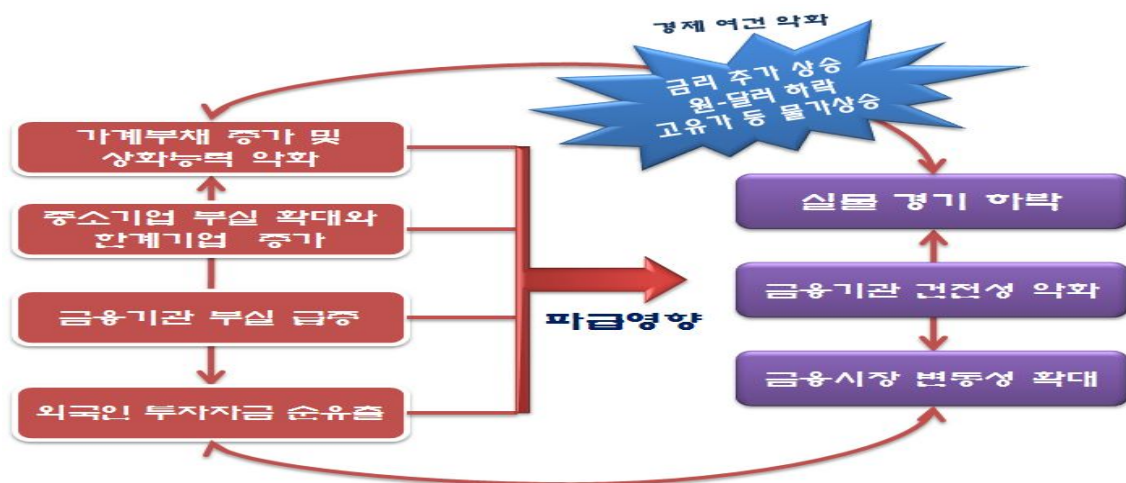 경제 여건 악화
금리 추가 상승
원-달러 하락
고유가 등 물가상승
가계부채 증가 및
상화능력 악화
중소기업 부실 확대와
한계기업 증가
금융기관 부실 급증
외국인 투자자금 순유출
파급영향
실물 경기 하락
금융기관 건전성 악화
금융시장 변동성 확대